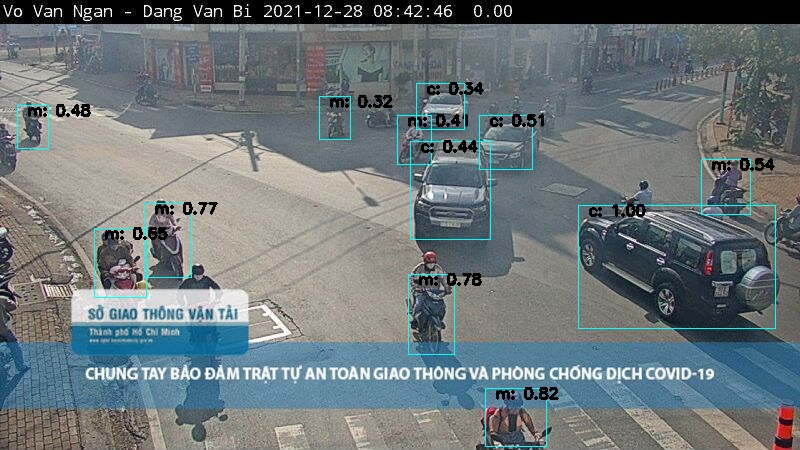 Vo Van Ngan - Dang Van Bi 2021-12-28 08:42:46 0.00
c: 0.34
m: 0.32
m: 0.48
m: 0.41
c: 0.51
c: 0.44
m: 0.54
m: 0.77
c: 1.00
m: 0.65
m: 0.78
SỞ GIAO THÔNG VẬN TẢI
Thành phố Hồ Chí Minh
CHUNG TAY BẢO ĐẢM TRẬT TỰ AN TOÀN GIAO THÔNG VÀ PHÒNG CHỐNG DỊCH COVID-19
m: 0.82